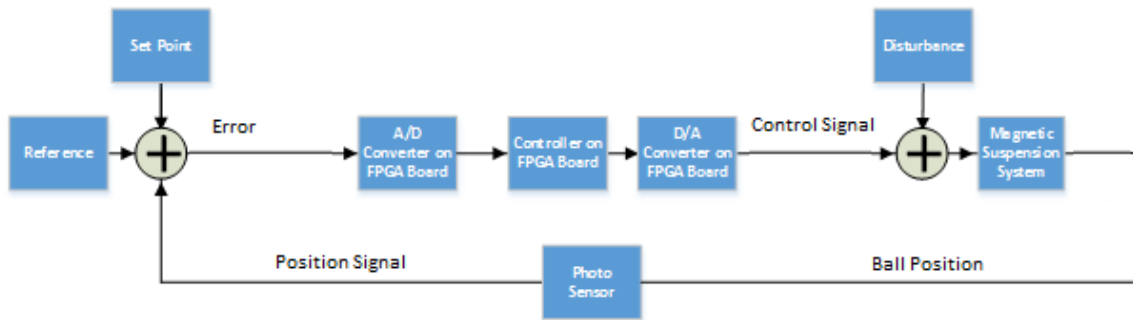 Set Point
Disturbance
Reference
Error
A/D
Converter on
FPGA Board
Controller on
FPGA Board
D/A
Converter on
FPGA Board
Control Signal
Magnetic
Suspension
System
Position Signal
Photo
Sensor
Ball Position